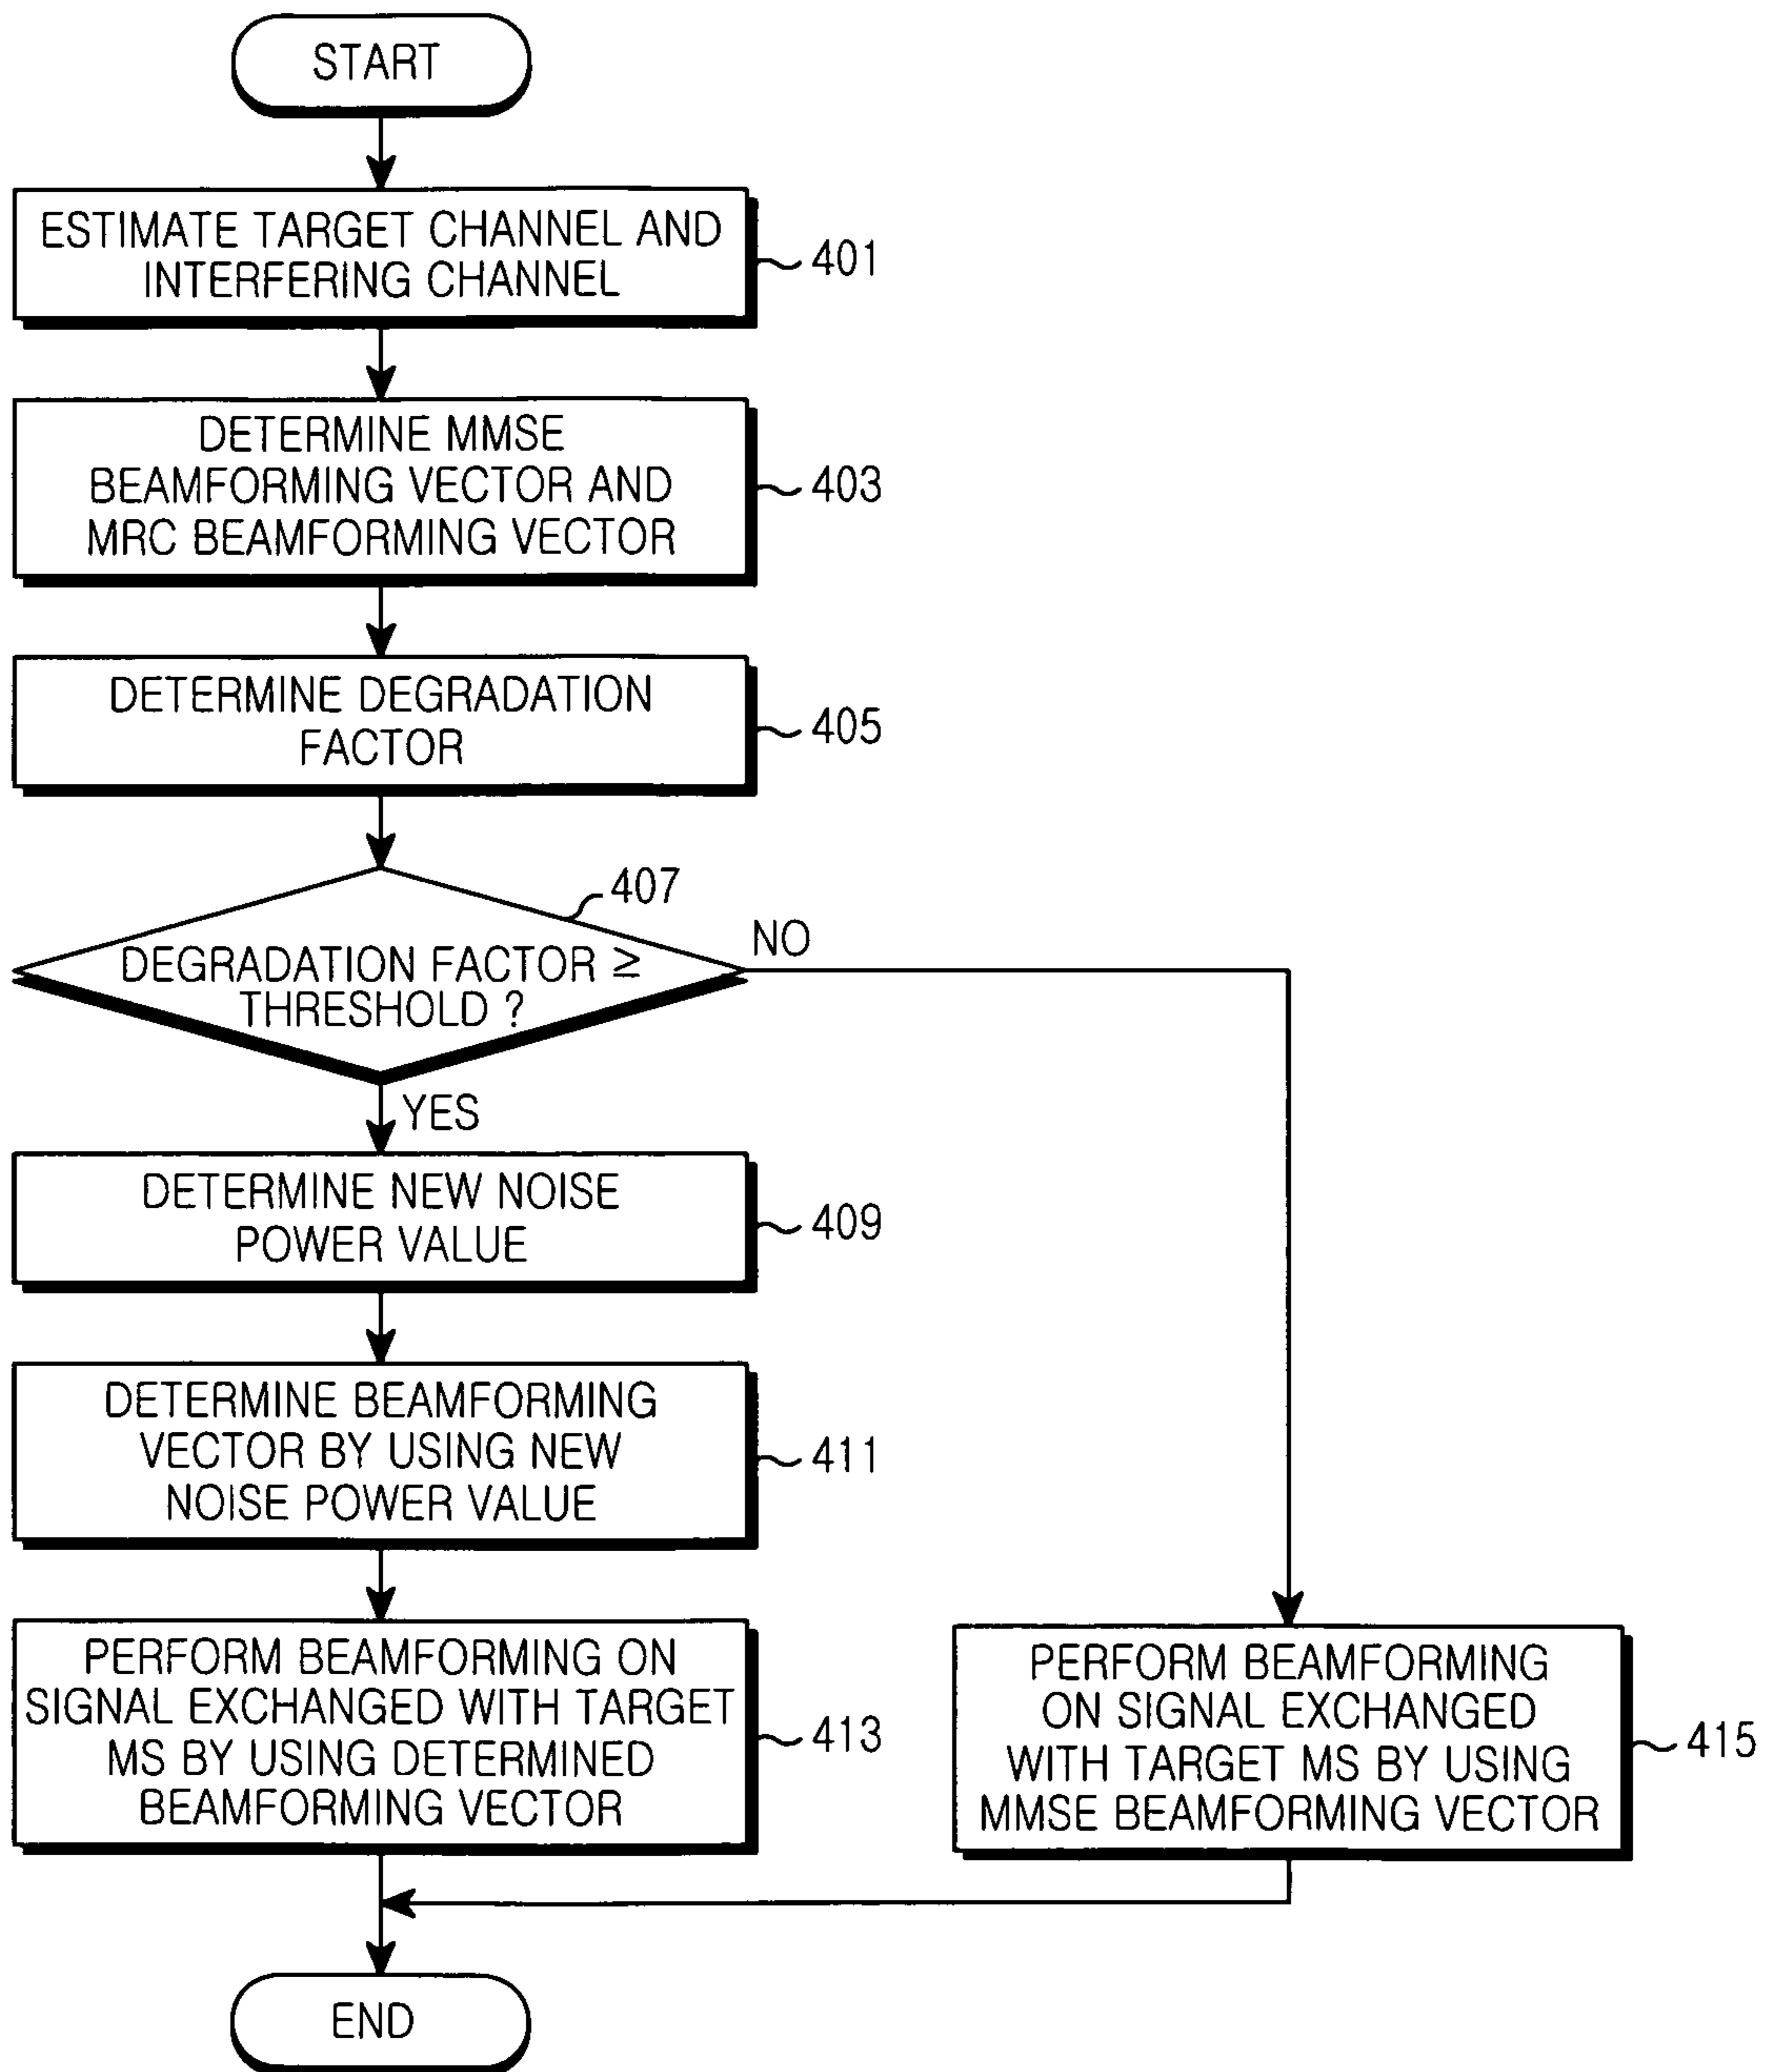 START
ESTIMATE TARGET CHANNEL AND
INTERFERING CHANNEL
401
DETERMINE MMSE
BEAMFORMING VECTOR AND
MRC BEAMFORMING VECTOR
403
DETERMINE DEGRADATION
FACTOR
405
407
DEGRADATION FACTOR ≥
THRESHOLD ?
NO
YES
DETERMINE NEW NOISE
POWER VALUE
409
DETERMINE BEAMFORMING
VECTOR BY USING NEW
NOISE POWER VALUE
411
PERFORM BEAMFORMING ON
SIGNAL EXCHANGED WITH TARGET
MS BY USING DETERMINED
BEAMFORMING VECTOR
413
PERFORM BEAMFORMING
ON SIGNAL EXCHANGED
WITH TARGET MS BY USING
MMSE BEAMFORMING VECTOR
415
END